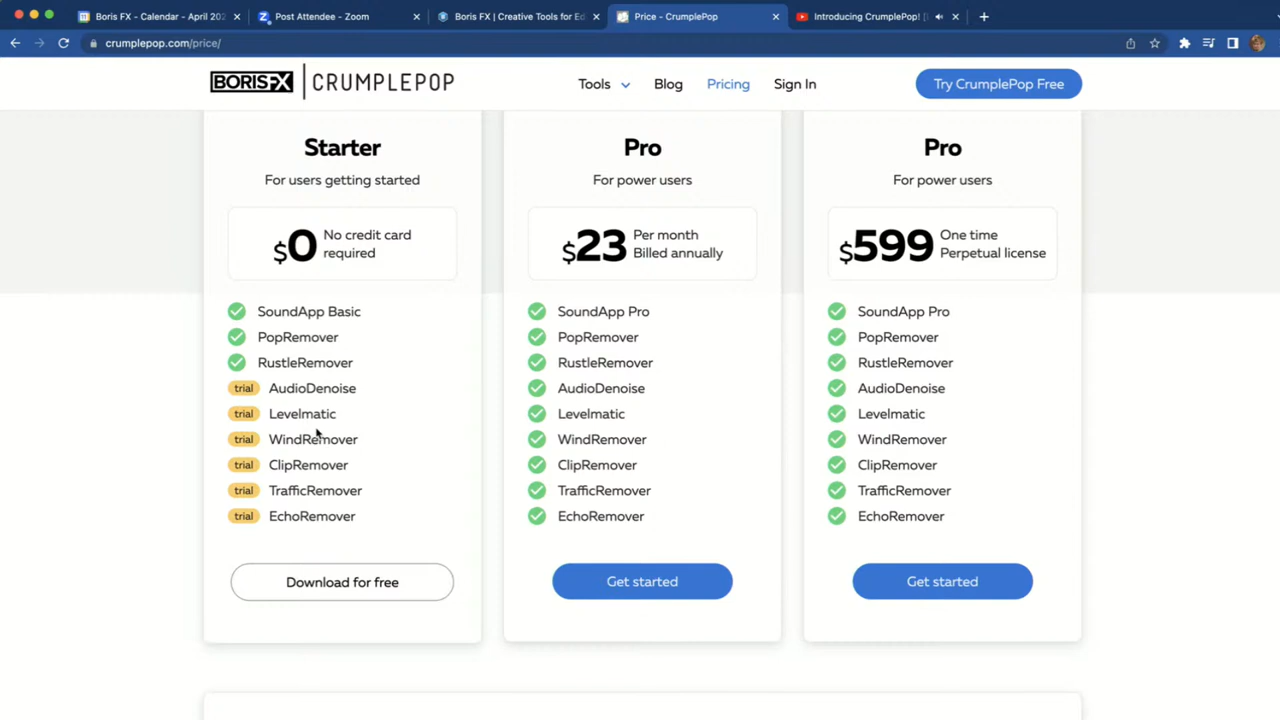 Boris FX - Calendar - April 202
Post Attendee - Zoom
Boris FX | Creative Tools for Ed
Price - CrumplePop
Introducing CrumplePop! [
crumplepop.com/price/
BORISFX CRUMPLEPOP
Tools
Blog
Pricing
Sign In
Try CrumplePop Free
Starter
For users getting started
$0 No credit card
required
SoundApp Basic
PopRemover
RustleRemover
trial AudioDenoise
trial Levelmatic
trial WindRemover
trial ClipRemover
trial TrafficRemover
trial EchoRemover
Download for free
Pro
For power users
$23 Per month
Billed annually
SoundApp Pro
PopRemover
RustleRemover
AudioDenoise
Levelmatic
WindRemover
ClipRemover
TrafficRemover
EchoRemover
Get started
Pro
For power users
$599 One time
Perpetual license
SoundApp Pro
PopRemover
RustleRemover
AudioDenoise
Levelmatic
WindRemover
ClipRemover
TrafficRemover
EchoRemover
Get started